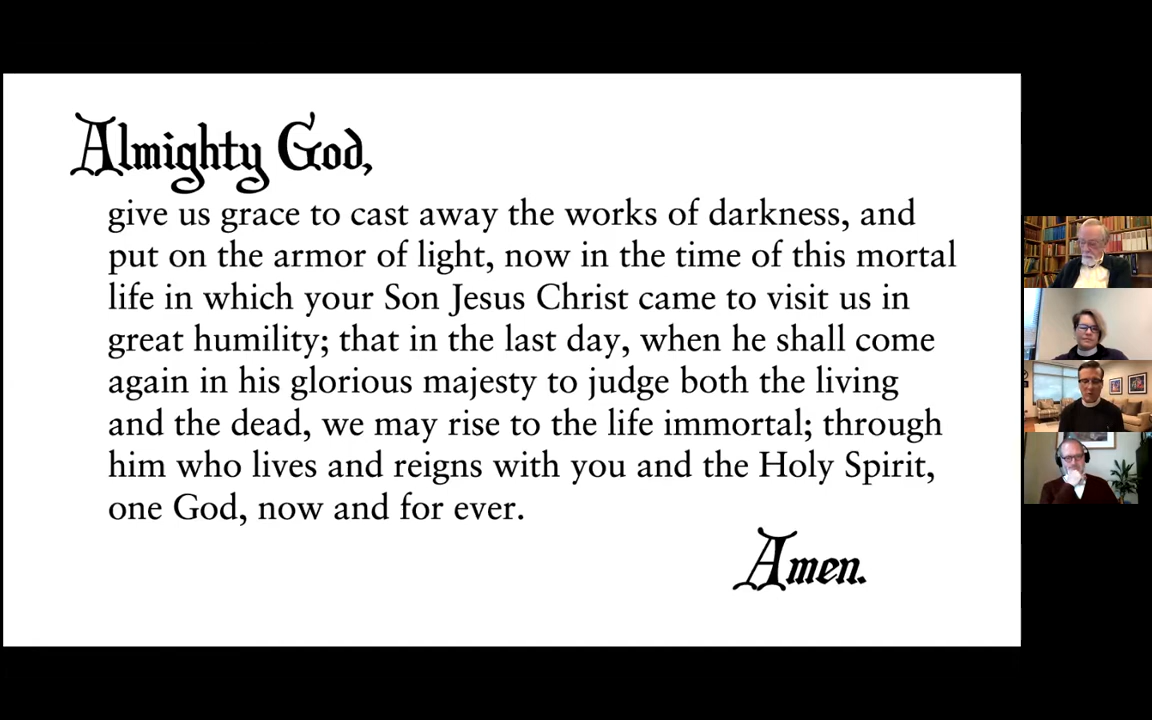 Almighty God,
give us grace to cast away the works of darkness, and
put on the armor of light, now in the time of this mortal
life in which your Son Jesus Christ came to visit us in
great humility; that in the last day, when he shall come
again in his glorious majesty to judge both the living
and the dead, we may rise to the life immortal; through
him who lives and reigns with you and the Holy Spirit,
one God, now and for ever.
Amen.